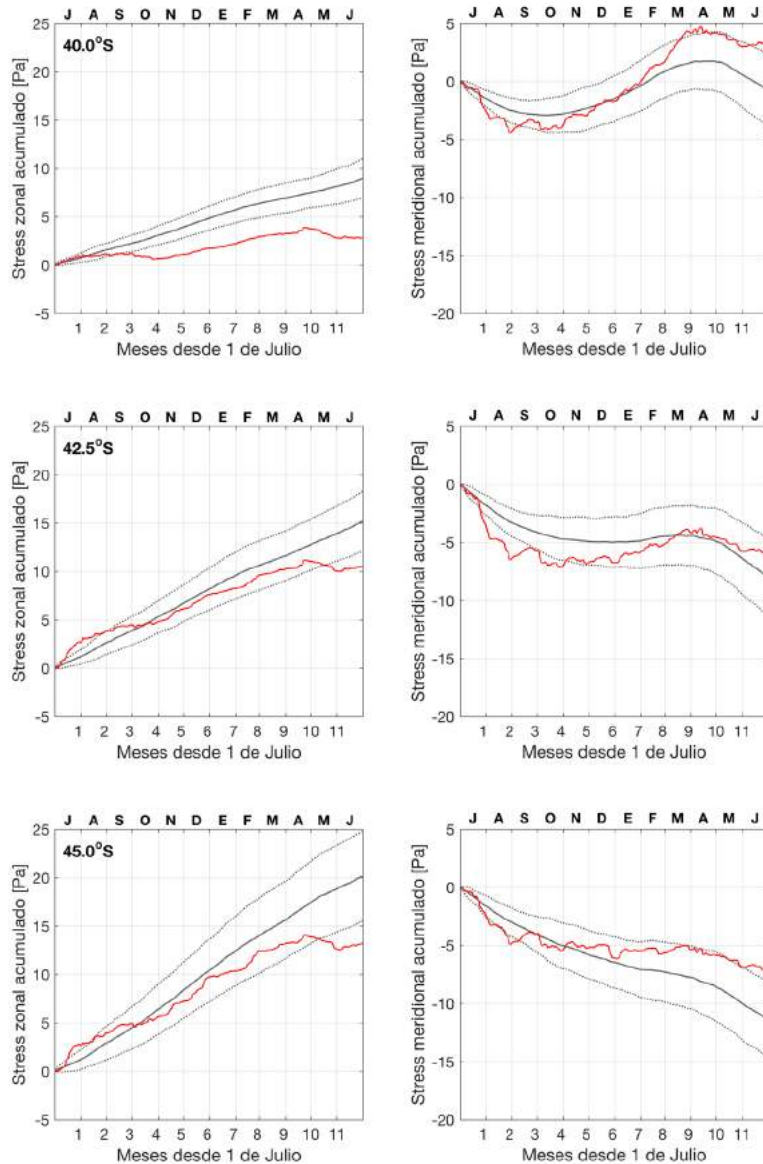 J A S O N D E F M A M J
40.0°S
Stress zonal acumulado [Pa]
25
20
15
10
5
0
-5
1 2 3 4 5 6 7 8 9 10 11
Meses desde 1 de Julio
J A S O N D E F M A M J
Stress meridional acumulado [Pa]
5
0
-5
-10
-15
-20
1 2 3 4 5 6 7 8 9 10 11
Meses desde 1 de Julio
J A S O N D E F M A M J
42.5°S
Stress zonal acumulado [Pa]
25
20
15
10
5
0
-5
1 2 3 4 5 6 7 8 9 10 11
Meses desde 1 de Julio
J A S O N D E F M A M J
Stress meridional acumulado [Pa]
5
0
-5
-10
-15
-20
1 2 3 4 5 6 7 8 9 10 11
Meses desde 1 de Julio
J A S O N D E F M A M J
45.0°S
Stress zonal acumulado [Pa]
25
20
15
10
5
0
-5
1 2 3 4 5 6 7 8 9 10 11
Meses desde 1 de Julio
J A S O N D E F M A M J
Stress meridional acumulado [Pa]
5
0
-5
-10
-15
-20
1 2 3 4 5 6 7 8 9 10 11
Meses desde 1 de Julio